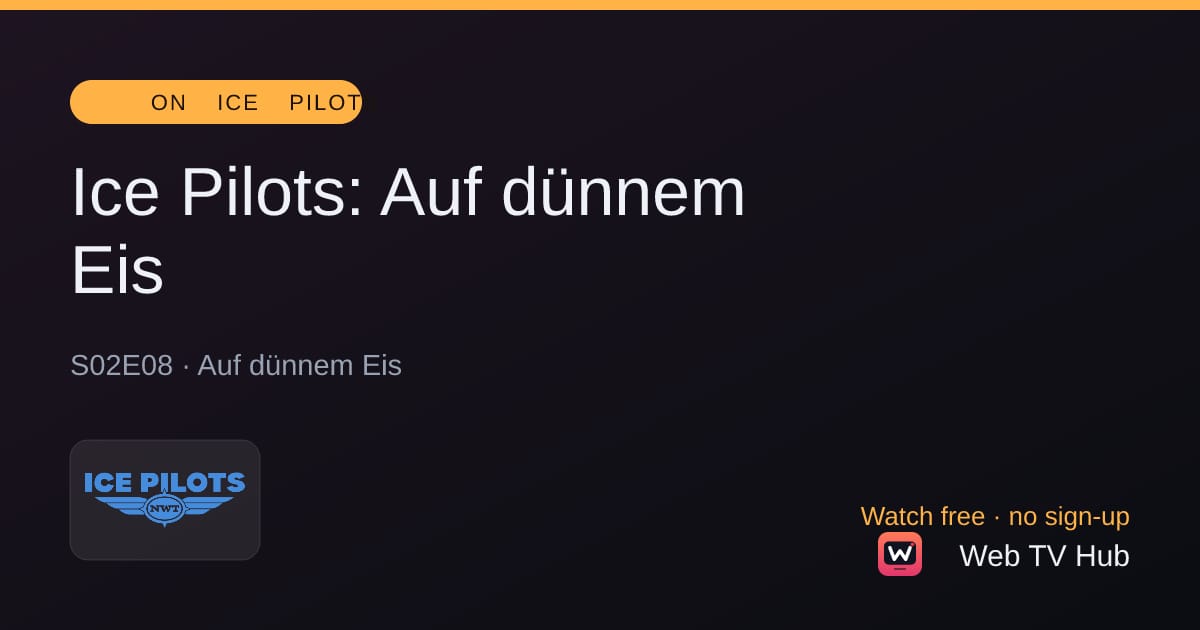 ON ICE PILOT
Ice Pilots: Auf dünnem
Eis
S02E08 · Auf dünnem Eis
ICE PILOTS
NWT
Watch free · no sign-up
W
Web TV Hub